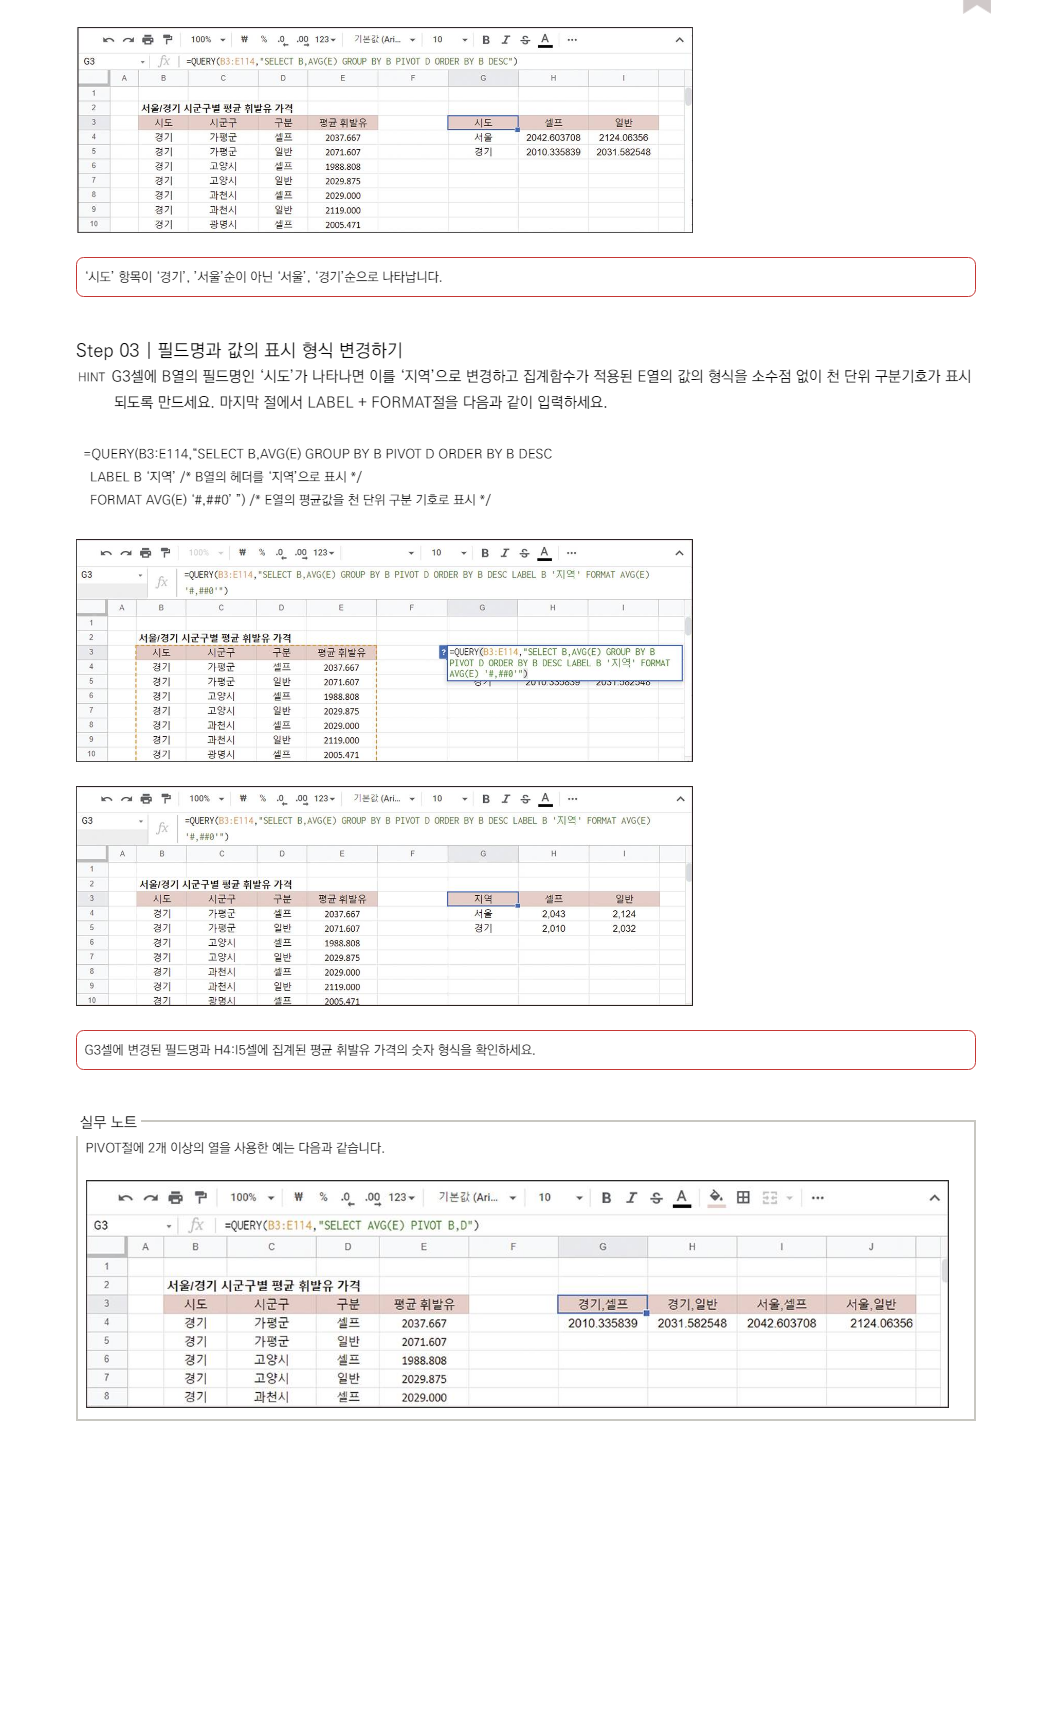 100% ₩ % .0 .00 123 기본값 (Ari... 10 B I S A ...
G3 fx =QUERY(B3:E114,"SELECT B,AVG(E) GROUP BY B PIVOT D ORDER BY B DESC")
A B C D E F G H I
1
2 서울/경기 시군구별 평균 휘발유 가격
3 시도 시군구 구분 평균 휘발유 시도 셀프 일반
4 경기 가평군 셀프 2037.667 서울 2042.603708 2124.06356
5 경기 가평군 일반 2071.607 경기 2010.335839 2031.582548
6 경기 고양시 셀프 1988.808
7 경기 고양시 일반 2029.875
8 경기 과천시 셀프 2029.000
9 경기 과천시 일반 2119.000
10 경기 광명시 셀프 2005.471
‘시도’ 항목이 ‘경기’, ’서울’순이 아닌 ‘서울’, ‘경기’순으로 나타납니다.
Step 03 | 필드명과 값의 표시 형식 변경하기
HINT G3셀에 B열의 필드명인 ‘시도’가 나타나면 이를 ‘지역’으로 변경하고 집계함수가 적용된 E열의 값의 형식을 소수점 없이 천 단위 구분기호가 표시
되도록 만드세요. 마지막 절에서 LABEL + FORMAT절을 다음과 같이 입력하세요.
=QUERY(B3:E114,“SELECT B,AVG(E) GROUP BY B PIVOT D ORDER BY B DESC
LABEL B ‘지역’ /* B열의 헤더를 ‘지역’으로 표시 */
FORMAT AVG(E) ‘#,##0’ ”) /* E열의 평균값을 천 단위 구분 기호로 표시 */
100% ₩ % .0 .00 123 10 B I S A ...
G3 fx =QUERY(B3:E114,"SELECT B,AVG(E) GROUP BY B PIVOT D ORDER BY B DESC LABEL B '지역' FORMAT AVG(E)
'#,##0'")
A B C D E F G H I
1
2 서울/경기 시군구별 평균 휘발유 가격
3 시도 시군구 구분 평균 휘발유 ? =QUERY(B3:E114,"SELECT B,AVG(E) GROUP BY B
PIVOT D ORDER BY B DESC LABEL B '지역' FORMAT
AVG(E) '#,##0'")
4 경기 가평군 셀프 2037.667
5 경기 가평군 일반 2071.607 경기 2010.335839 2031.582548
6 경기 고양시 셀프 1988.808
7 경기 고양시 일반 2029.875
8 경기 과천시 셀프 2029.000
9 경기 과천시 일반 2119.000
10 경기 광명시 셀프 2005.471
100% ₩ % .0 .00 123 기본값 (Ari... 10 B I S A ...
G3 fx =QUERY(B3:E114,"SELECT B,AVG(E) GROUP BY B PIVOT D ORDER BY B DESC LABEL B '지역' FORMAT AVG(E)
'#,##0'")
A B C D E F G H I
1
2 서울/경기 시군구별 평균 휘발유 가격
3 시도 시군구 구분 평균 휘발유 지역 셀프 일반
4 경기 가평군 셀프 2037.667 서울 2,043 2,124
5 경기 가평군 일반 2071.607 경기 2,010 2,032
6 경기 고양시 셀프 1988.808
7 경기 고양시 일반 2029.875
8 경기 과천시 셀프 2029.000
9 경기 과천시 일반 2119.000
10 경기 광명시 셀프 2005.471
G3셀에 변경된 필드명과 H4:I5셀에 집계된 평균 휘발유 가격의 숫자 형식을 확인하세요.
실무 노트
PIVOT절에 2개 이상의 열을 사용한 예는 다음과 같습니다.
100% ₩ % .0 .00 123 기본값 (Ari... 10 B I S A ...
G3 fx =QUERY(B3:E114,"SELECT AVG(E) PIVOT B,D")
A B C D E F G H I J
1
2 서울/경기 시군구별 평균 휘발유 가격
3 시도 시군구 구분 평균 휘발유 경기,셀프 경기,일반 서울,셀프 서울,일반
4 경기 가평군 셀프 2037.667 2010.335839 2031.582548 2042.603708 2124.06356
5 경기 가평군 일반 2071.607
6 경기 고양시 셀프 1988.808
7 경기 고양시 일반 2029.875
8 경기 과천시 셀프 2029.000